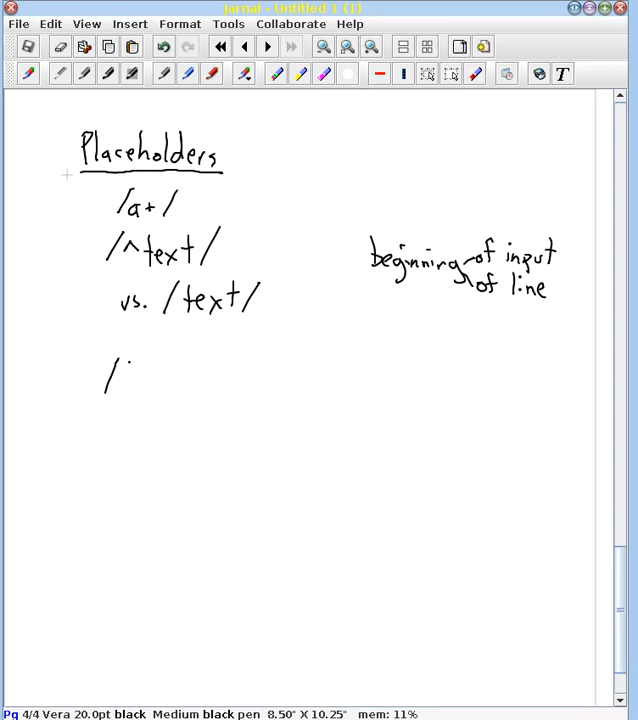 Jarnal - Untitled 1 (1)
File Edit View Insert Format Tools Collaborate Help
T
Placeholders
/a+/
/^text/
beginning of input
of line
vs. /text/
/
Pg 4/4 Vera 20.0pt black Medium black pen 8.50" X 10.25" mem: 11%